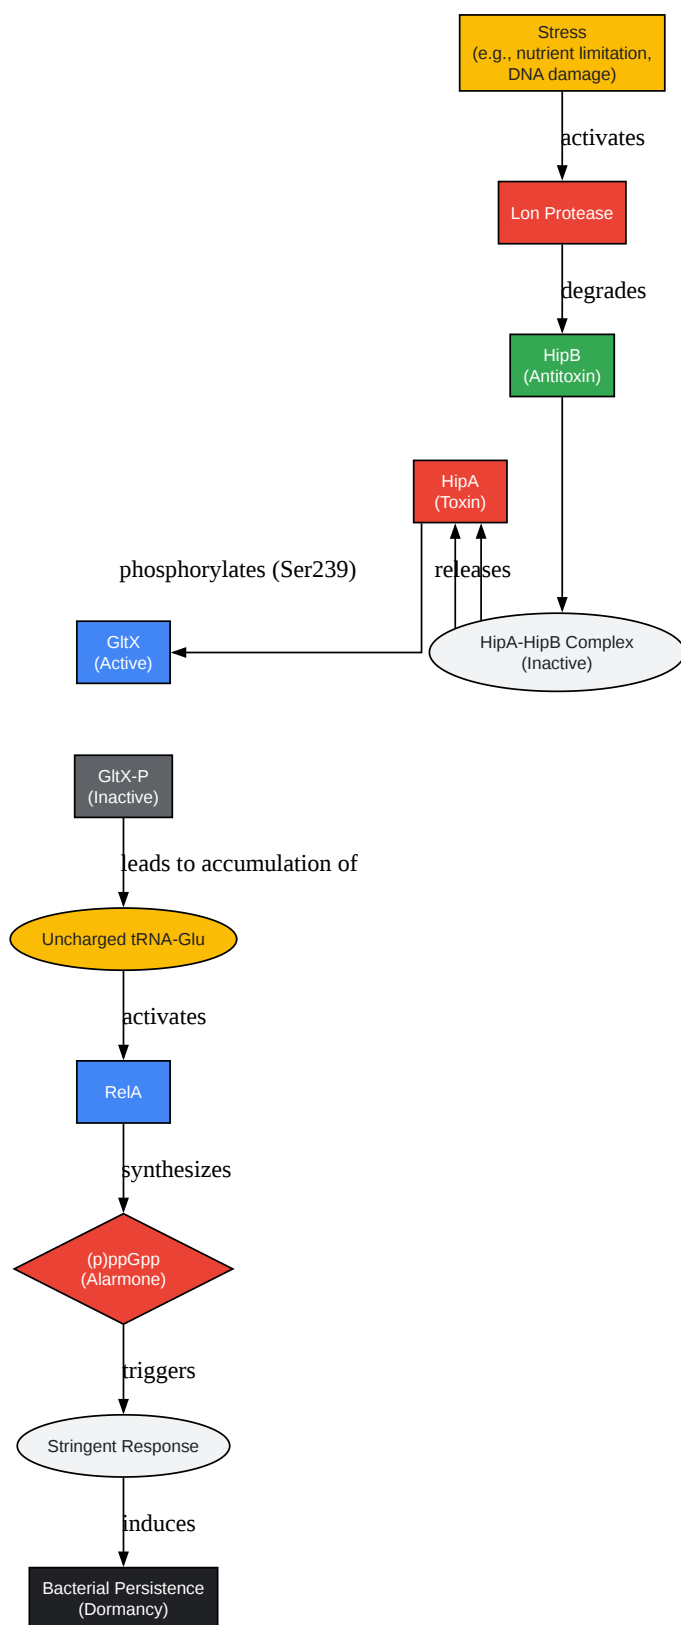 Stress
(e.g., nutrient limitation,
DNA damage)
activates
Lon Protease
degrades
HipB
(Antitoxin)
HipA
(Toxin)
phosphorylates (Ser239)
releases
GltX
(Active)
HipA-HipB Complex
(Inactive)
GltX-P
(Inactive)
leads to accumulation of
Uncharged tRNA-Glu
activates
RelA
synthesizes
(p)ppGpp
(Alarmone)
triggers
Stringent Response
induces
Bacterial Persistence
(Dormancy)